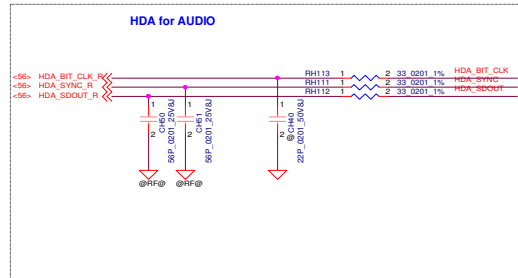 HDA for AUDIO
<56> HDA_BIT_CLK_R RH113 1 2 33_0201_1% HDA_BIT_CLK
<56> HDA_SYNC_R RH111 1 2 33_0201_1% HDA_SYNC
<56> HDA_SDOUT_R RH112 1 2 33_0201_1% HDA_SDOUT
1 1 1
CH50
56P_0201_25V8J
CH51
56P_0201_25V8J
@CH40
22P_0201_50V8J
2 2 2
@RF@ @RF@